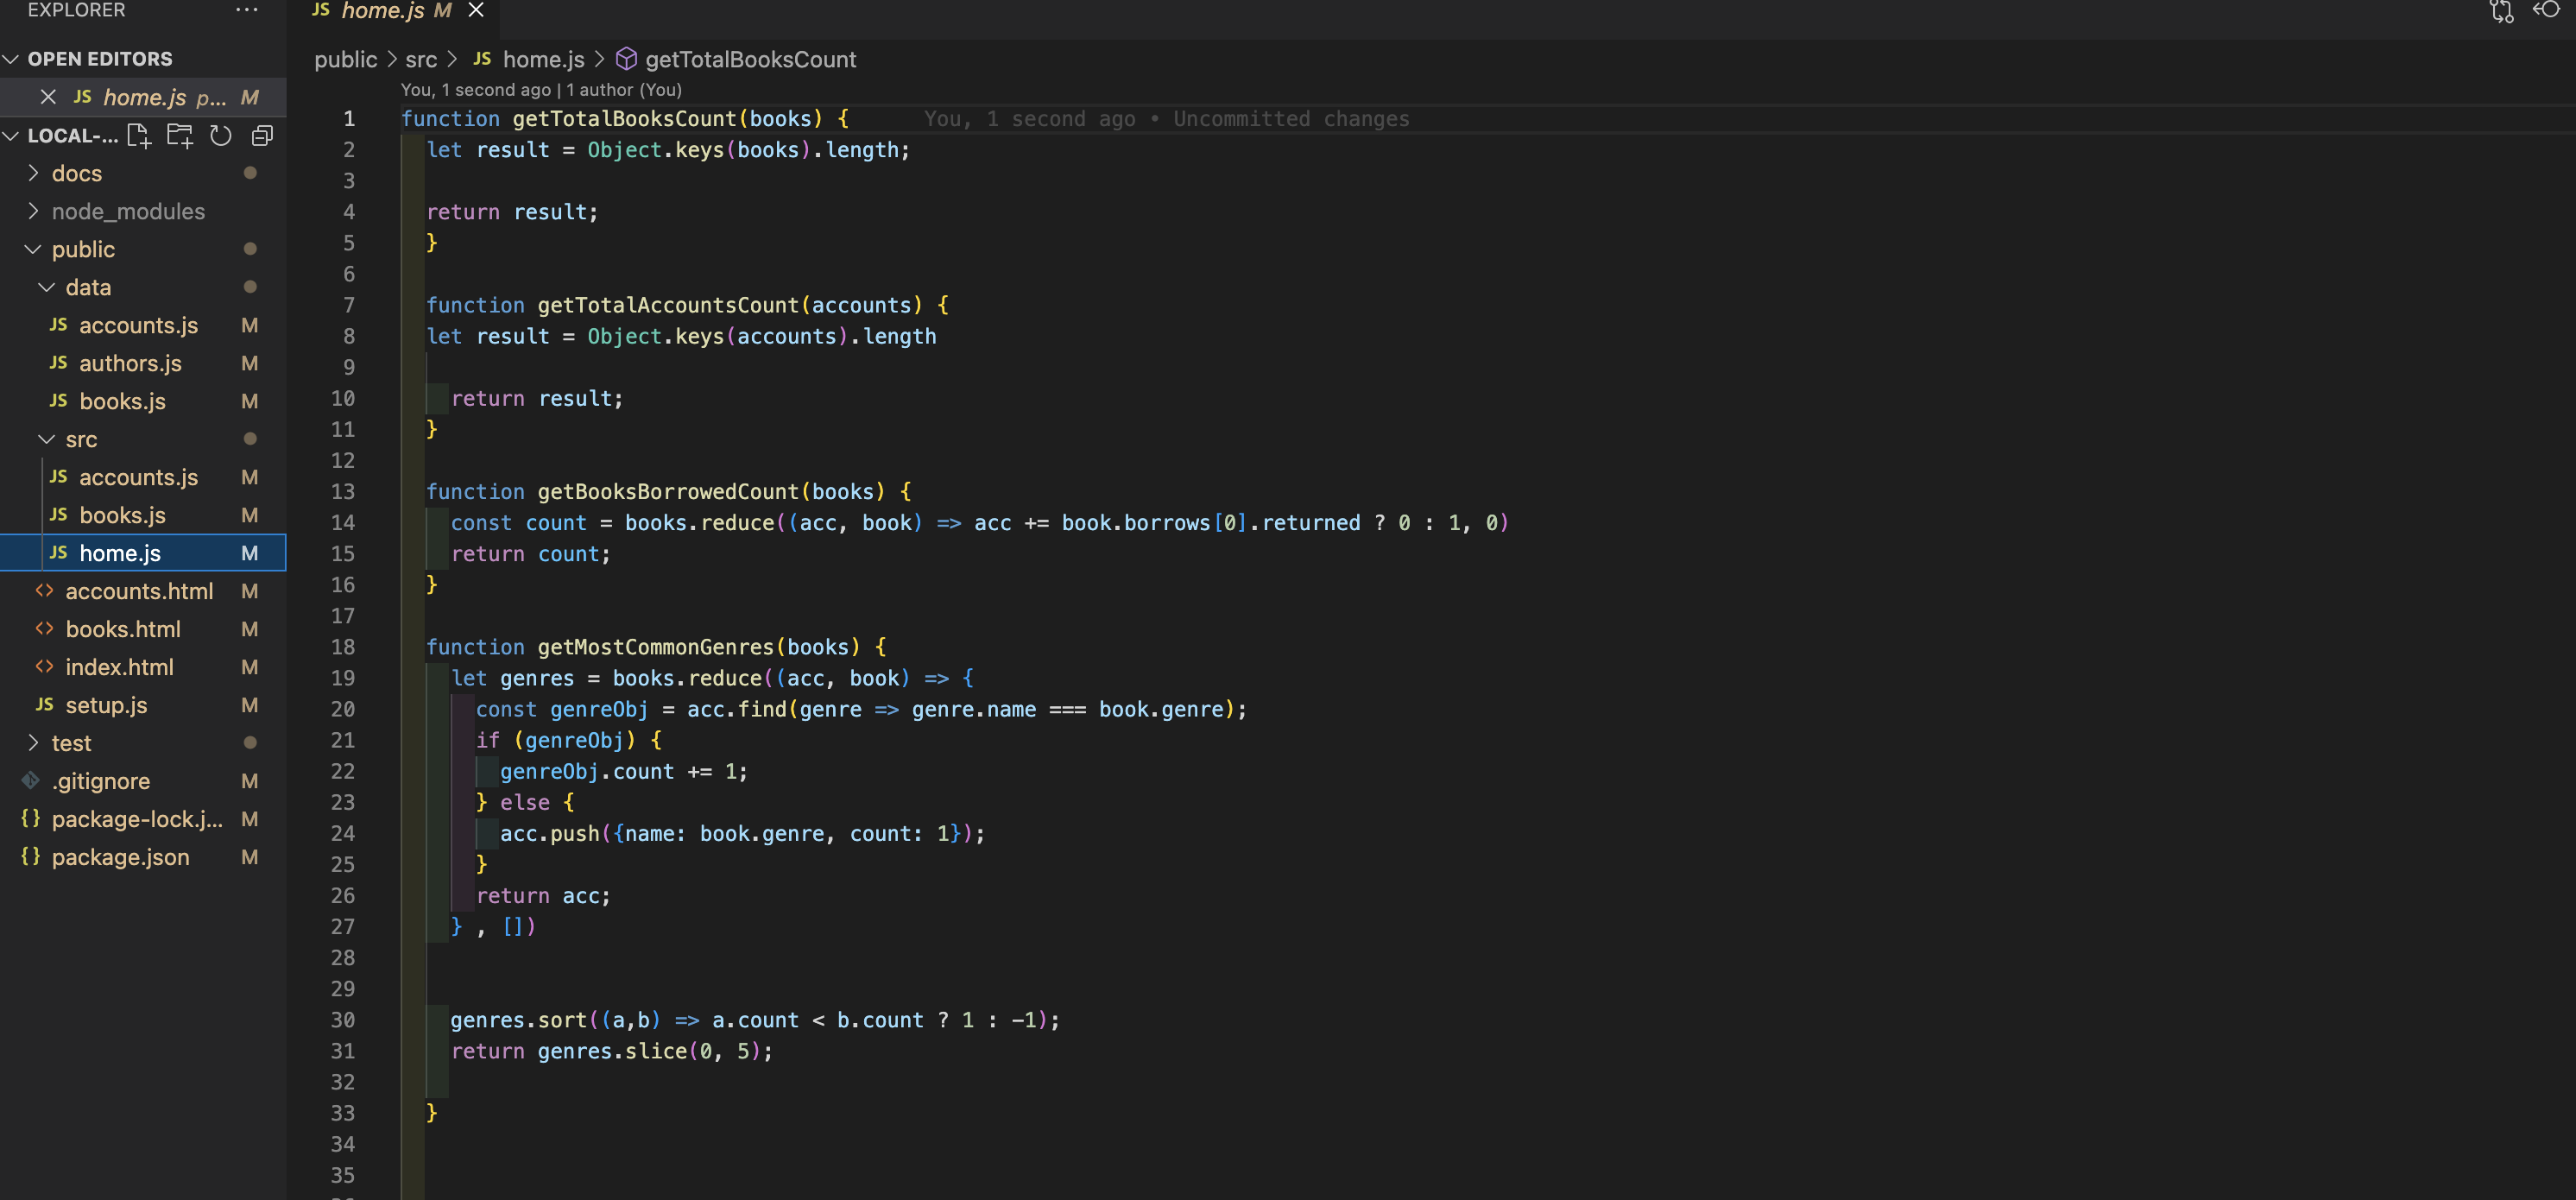 EXPLORER ···
OPEN EDITORS
JS home.js p... M
LOCAL-...
docs
node_modules
public
data
JS accounts.js M
JS authors.js M
JS books.js M
src
JS accounts.js M
JS books.js M
JS home.js M
<> accounts.html M
<> books.html M
<> index.html M
JS setup.js M
test
.gitignore M
{} package-lock.j... M
{} package.json M
JS home.js M
public > src > JS home.js > getTotalBooksCount
You, 1 second ago | 1 author (You)
1 function getTotalBooksCount(books) { You, 1 second ago • Uncommitted changes
2 let result = Object.keys(books).length;
3
4 return result;
5 }
6
7 function getTotalAccountsCount(accounts) {
8 let result = Object.keys(accounts).length
9
10 return result;
11 }
12
13 function getBooksBorrowedCount(books) {
14 const count = books.reduce((acc, book) => acc += book.borrows[0].returned ? 0 : 1, 0)
15 return count;
16 }
17
18 function getMostCommonGenres(books) {
19 let genres = books.reduce((acc, book) => {
20 const genreObj = acc.find(genre => genre.name === book.genre);
21 if (genreObj) {
22 genreObj.count += 1;
23 } else {
24 acc.push({name: book.genre, count: 1});
25 }
26 return acc;
27 } , [])
28
29
30 genres.sort((a,b) => a.count < b.count ? 1 : -1);
31 return genres.slice(0, 5);
32
33 }
34
35